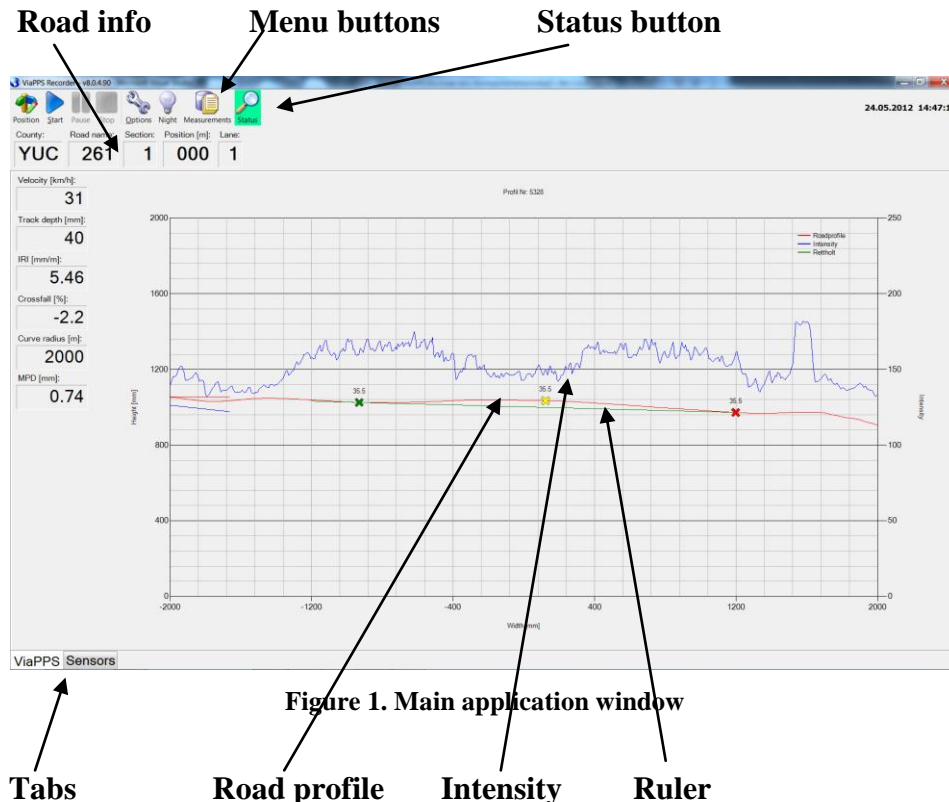 Road info Menu buttons Status button
ViaPPS Recorder v8.0.4.90
24.05.2012 14:47:1
Position Start Pause Stop Options Night Measurements Status
County: Road name: Section: Position [m]: Lane:
YUC 261 1 000 1
Velocity [km/h]:
31
Track depth [mm]:
40
IRI [mm/m]:
5.46
Crossfall [%]:
-2.2
Curve radius [m]:
2000
MPD [mm]:
0.74
Profil Nr: 5328
2000
1600
1200
800
400
0
Height [mm]
250
200
150
100
50
0
Intensity
Roadprofile
Intensity
Rettholt
35.5 35.5 35.5
-2000 -1200 -400 400 1200 2000
Width [mm]
ViaPPS Sensors
Figure 1. Main application window
Tabs Road profile Intensity Ruler